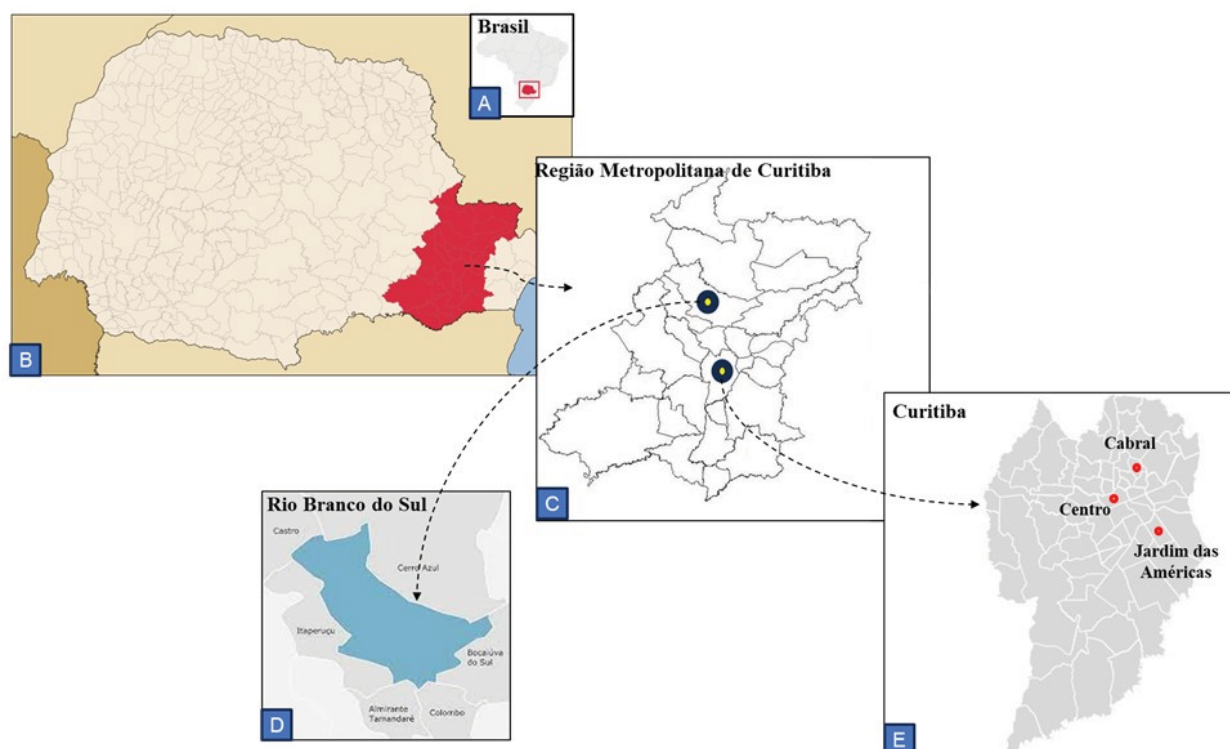 Brasil
A
B
Região Metropolitana de Curitiba
C
Rio Branco do Sul
Castro
Cerro Azul
Itaperuçu
Bocaiúva
do Sul
Almirante
Tamandaré
Colombo
D
Curitiba
Cabral
Centro
Jardim das
Américas
E